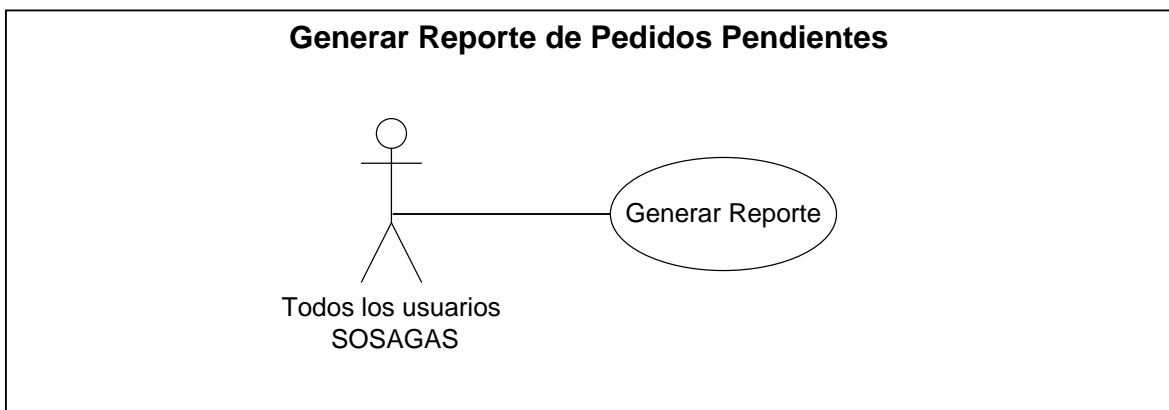 Generar Reporte de Pedidos Pendientes
Generar Reporte
Todos los usuarios
SOSAGAS